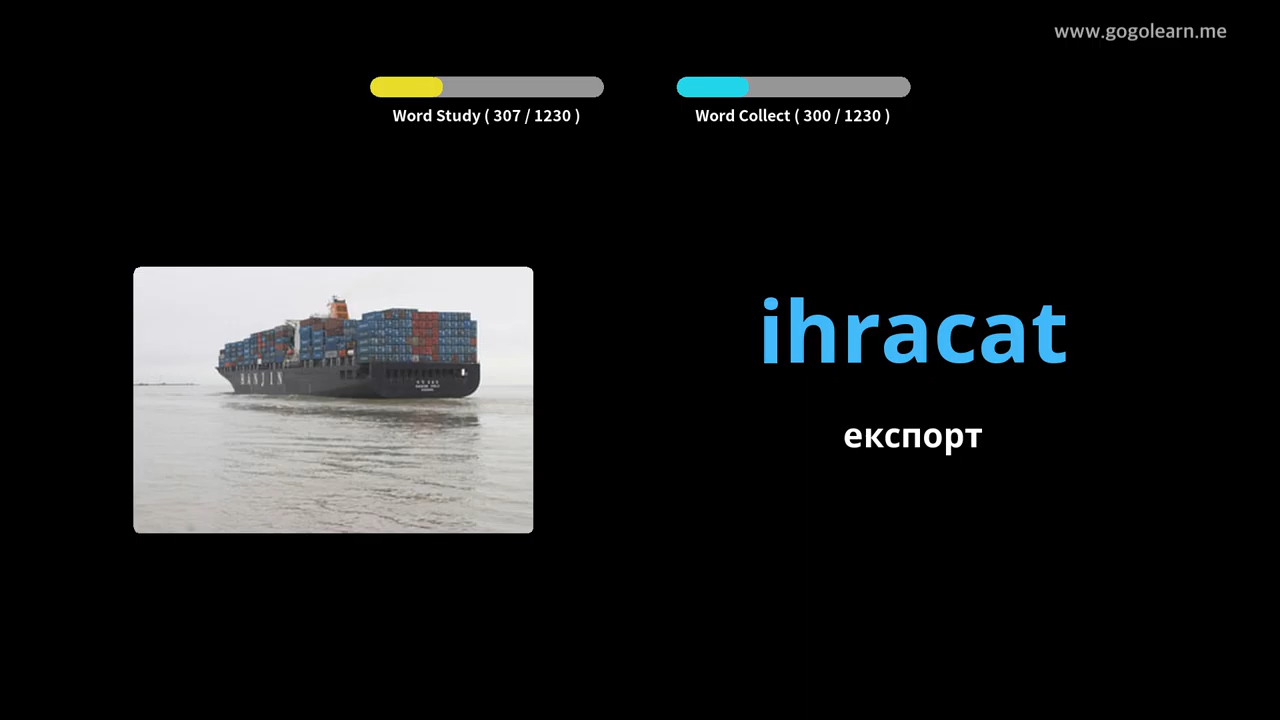 www.gogolearn.me
Word Study ( 307 / 1230 )
Word Collect ( 300 / 1230 )
HANJIN
ihracat
експорт